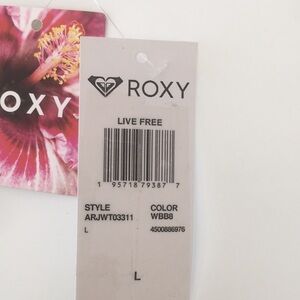 OXY
ROXY
LIVE FREE
1 95718 79387 7
STYLE COLOR
ARJWT03311 WBB8
L 4500886976
L